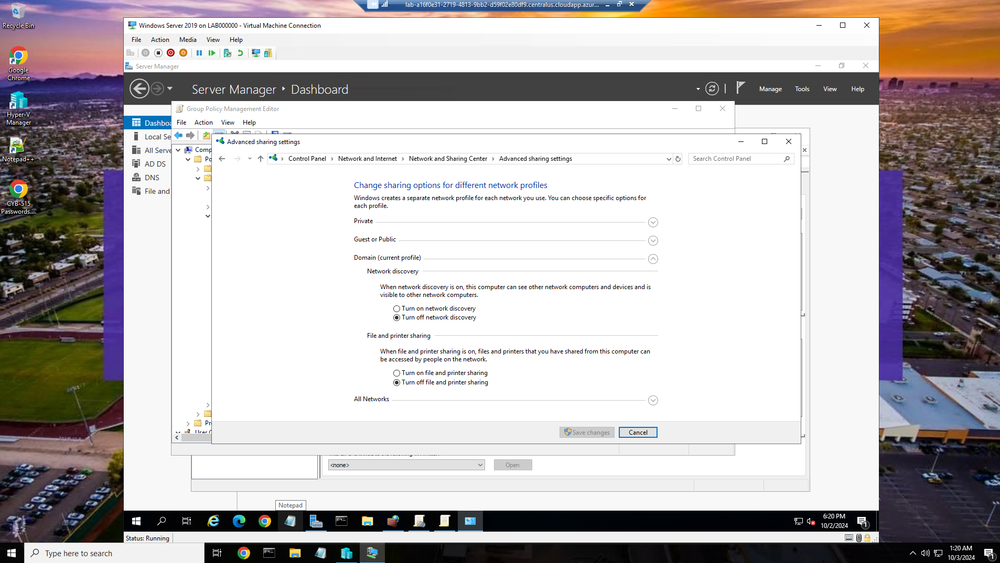 lab-a16f0e31-2719-4813-9bb2-d59f02e80df9.centralus.cloudapp.azur...
Recycle Bin
Google
Chrome
Hyper-V
Manager
Notepad++
CYB-515
Passwords....
Windows Server 2019 on LAB000000 - Virtual Machine Connection
File Action Media View Help
Server Manager
Server Manager Dashboard
Manage Tools View Help
Dashboa
Local Se
All Serve
AD DS
DNS
File and
Group Policy Management Editor
File Action View Help
Comp
Po
Pr
User C
Advanced sharing settings
Control Panel Network and Internet Network and Sharing Center Advanced sharing settings
Search Control Panel
Change sharing options for different network profiles
Windows creates a separate network profile for each network you use. You can choose specific options for
each profile.
Private
Guest or Public
Domain (current profile)
Network discovery
When network discovery is on, this computer can see other network computers and devices and is
visible to other network computers.
Turn on network discovery
Turn off network discovery
File and printer sharing
When file and printer sharing is on, files and printers that you have shared from this computer can
be accessed by people on the network.
Turn on file and printer sharing
Turn off file and printer sharing
All Networks
Save changes Cancel
<none> Open
Notepad
6:20 PM
10/2/2024
1
Status: Running
Type here to search
1:20 AM
10/3/2024
1